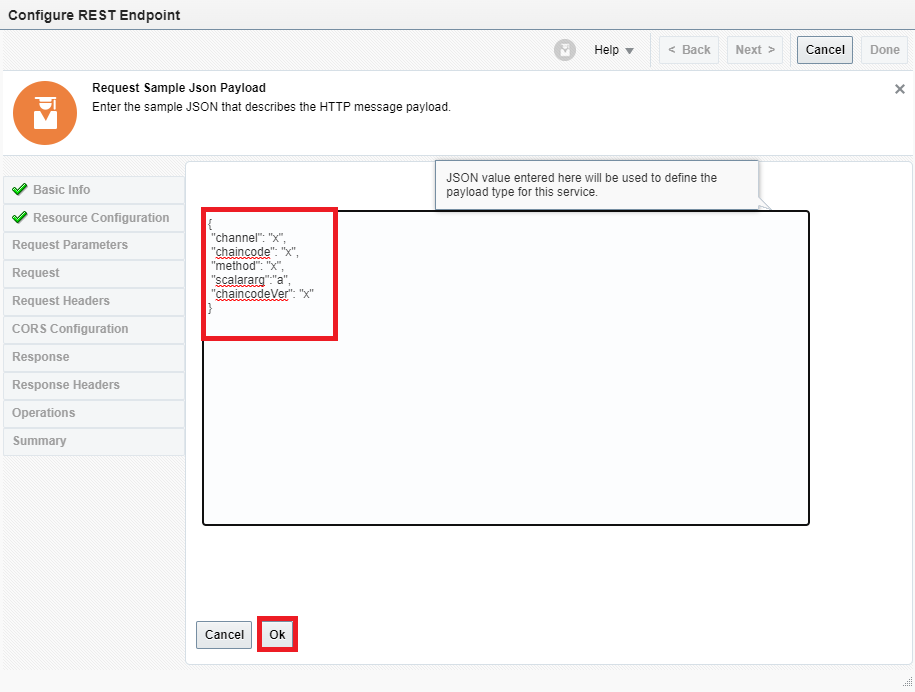 Configure REST Endpoint
Help
< Back
Next >
Cancel
Done
Request Sample Json Payload
Enter the sample JSON that describes the HTTP message payload.
Basic Info
Resource Configuration
Request Parameters
Request
Request Headers
CORS Configuration
Response
Response Headers
Operations
Summary
JSON value entered here will be used to define the
payload type for this service.
{
"channel": "x",
"chaincode": "x",
"method": "x",
"scalararg":"a",
"chaincodeVer": "x"
}
Cancel
Ok